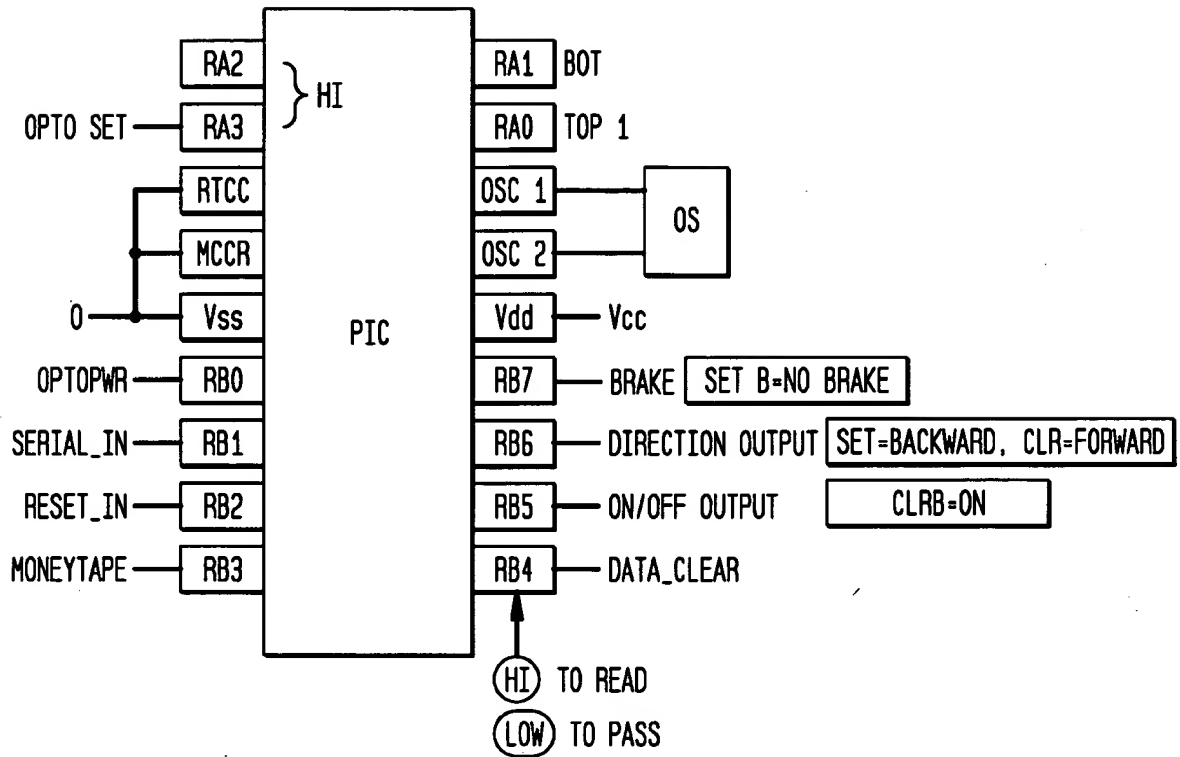 RA2 RA1 BOT
HI
OPTO SET RA3 RA0 TOP 1
RTCC OSC 1
OS
MCCR OSC 2
0 Vss PIC Vdd Vcc
OPTOPWR RB0 RB7 BRAKE SET B=NO BRAKE
SERIAL_IN RB1 RB6 DIRECTION OUTPUT SET=BACKWARD, CLR=FORWARD
RESET_IN RB2 RB5 ON/OFF OUTPUT CLRB=ON
MONEYTAPE RB3 RB4 DATA_CLEAR
HI TO READ
LOW TO PASS